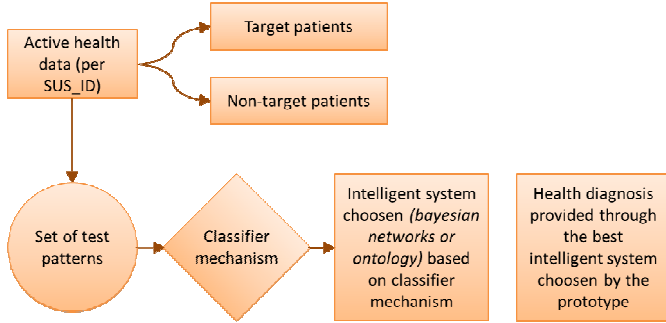 Active health
data (per
SUS_ID)
Target patients
Non-target patients
Set of test
patterns
Classifier
mechanism
Intelligent system
choosen (bayesian
networks or
ontology) based
on classifier
mechanism
Health diagnosis
provided through
the best
intelligent system
choosen by the
prototype